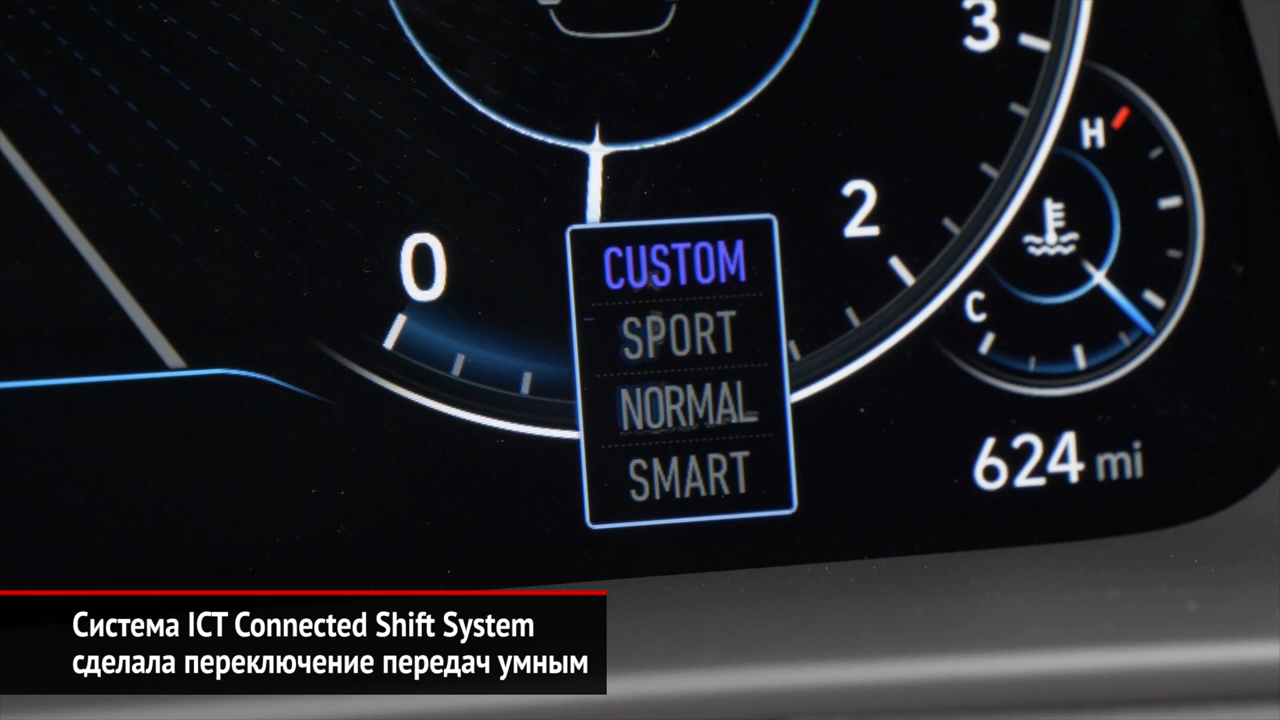 3
H
2
0
C
CUSTOM
SPORT
NORMAL
SMART
624 mi
Система ICT Connected Shift System
сделала переключение передач умным